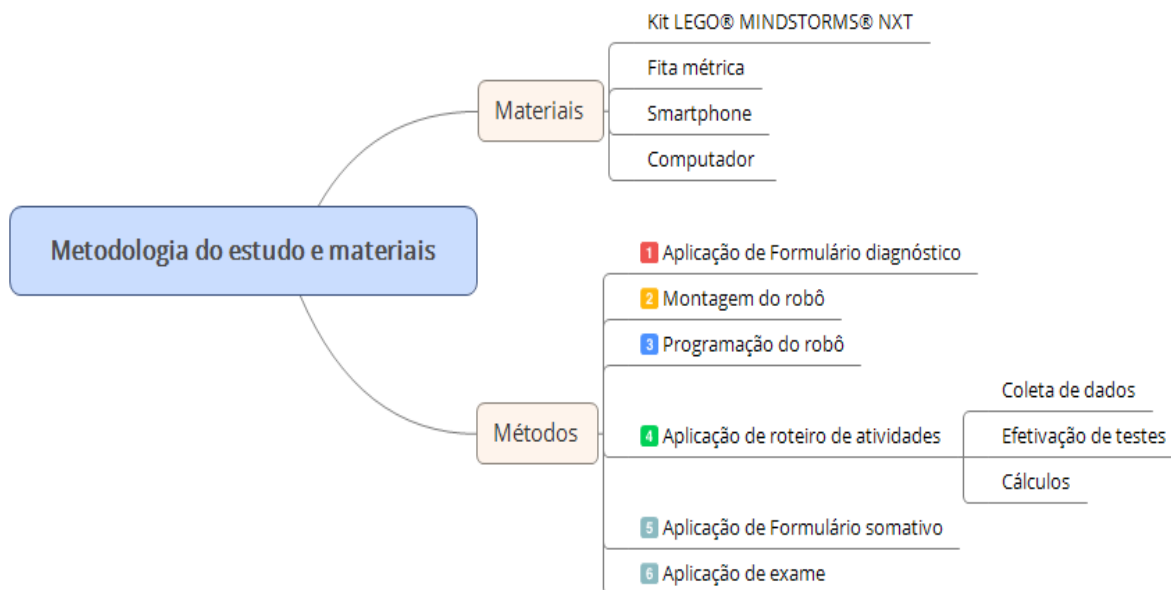 Metodologia do estudo e materiais
Materiais
Kit LEGO® MINDSTORMS® NXT
Fita métrica
Smartphone
Computador
Métodos
1 Aplicação de Formulário diagnóstico
2 Montagem do robô
3 Programação do robô
4 Aplicação de roteiro de atividades
Coleta de dados
Efetivação de testes
Cálculos
5 Aplicação de Formulário somativo
6 Aplicação de exame